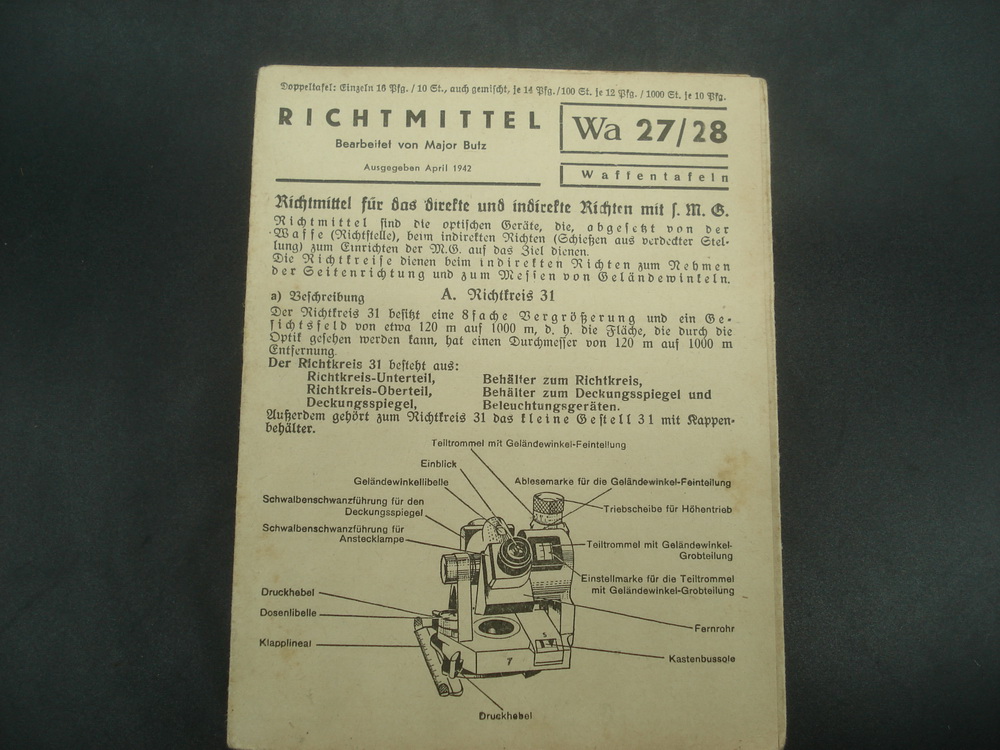 Doppeltafel: Einzeln 16 Pfg. / 10 St., auch gemischt, je 14 Pfg. / 100 St. je 12 Pfg. / 1000 St. je 10 Pfg.
RICHTMITTEL
Bearbeitet von Major Butz
Ausgegeben April 1942
Wa 27/28
Waffentafeln
Richtmittel für das direkte und indirekte Richten mit s. M. G.
Richtmittel sind die optischen Geräte, die, abgesetzt von der
Waffe (Richtstelle), beim indirekten Richten (Schießen aus verdeckter Stel-
lung) zum Einrichten der M.G. auf das Ziel dienen.
Die Richtkreise dienen beim indirekten Richten zum Nehmen
der Seitenrichtung und zum Messen von Geländewinkeln.
a) Beschreibung A. Richtkreis 31
Der Richtkreis 31 besitzt eine 8fache Vergrößerung und ein Ge-
sichtsfeld von etwa 120 m auf 1000 m, d. h. die Fläche, die durch die
Optik gesehen werden kann, hat einen Durchmesser von 120 m auf 1000 m
Entfernung.
Der Richtkreis 31 besteht aus:
Richtkreis-Unterteil,
Richtkreis-Oberteil,
Deckungsspiegel,
Behälter zum Richtkreis,
Behälter zum Deckungsspiegel und
Beleuchtungsgeräten.
Außerdem gehört zum Richtkreis 31 das kleine Gestell 31 mit Kappen-
behälter.
Teiltrommel mit Geländewinkel-Feinteilung
Einblick
Geländewinkellibelle
Ablesemarke für die Geländewinkel-Feinteilung
Schwalbenschwanzführung für den
Deckungsspiegel
Triebscheibe für Höhentrieb
Schwalbenschwanzführung für
Anstecklampe
Teiltrommel mit Geländewinkel-
Grobteilung
Einstellmarke für die Teiltrommel
mit Geländewinkel-Grobteilung
Druckhebel
Dosenlibelle
Fernrohr
Klapplineal
Kastenbussole
Druckhebel